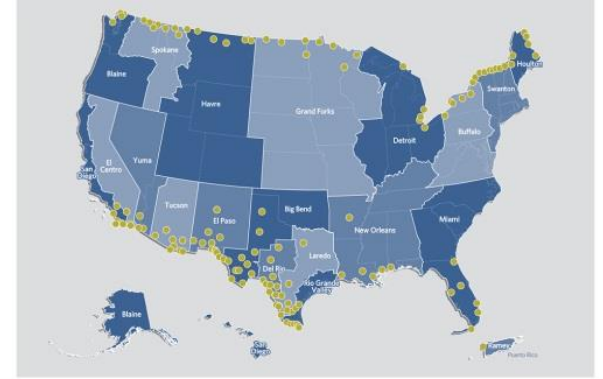 Spokane
Blaine
Havre
Grand Forks
Houlton
Swanton
Buffalo
Detroit
San
Diego
El
Centro
Yuma
Tucson
El Paso
Big Bend
New Orleans
Miami
Laredo
Del Rio
Rio Grande
Valley
Blaine
San
Diego
Ramey
Puerto Rico